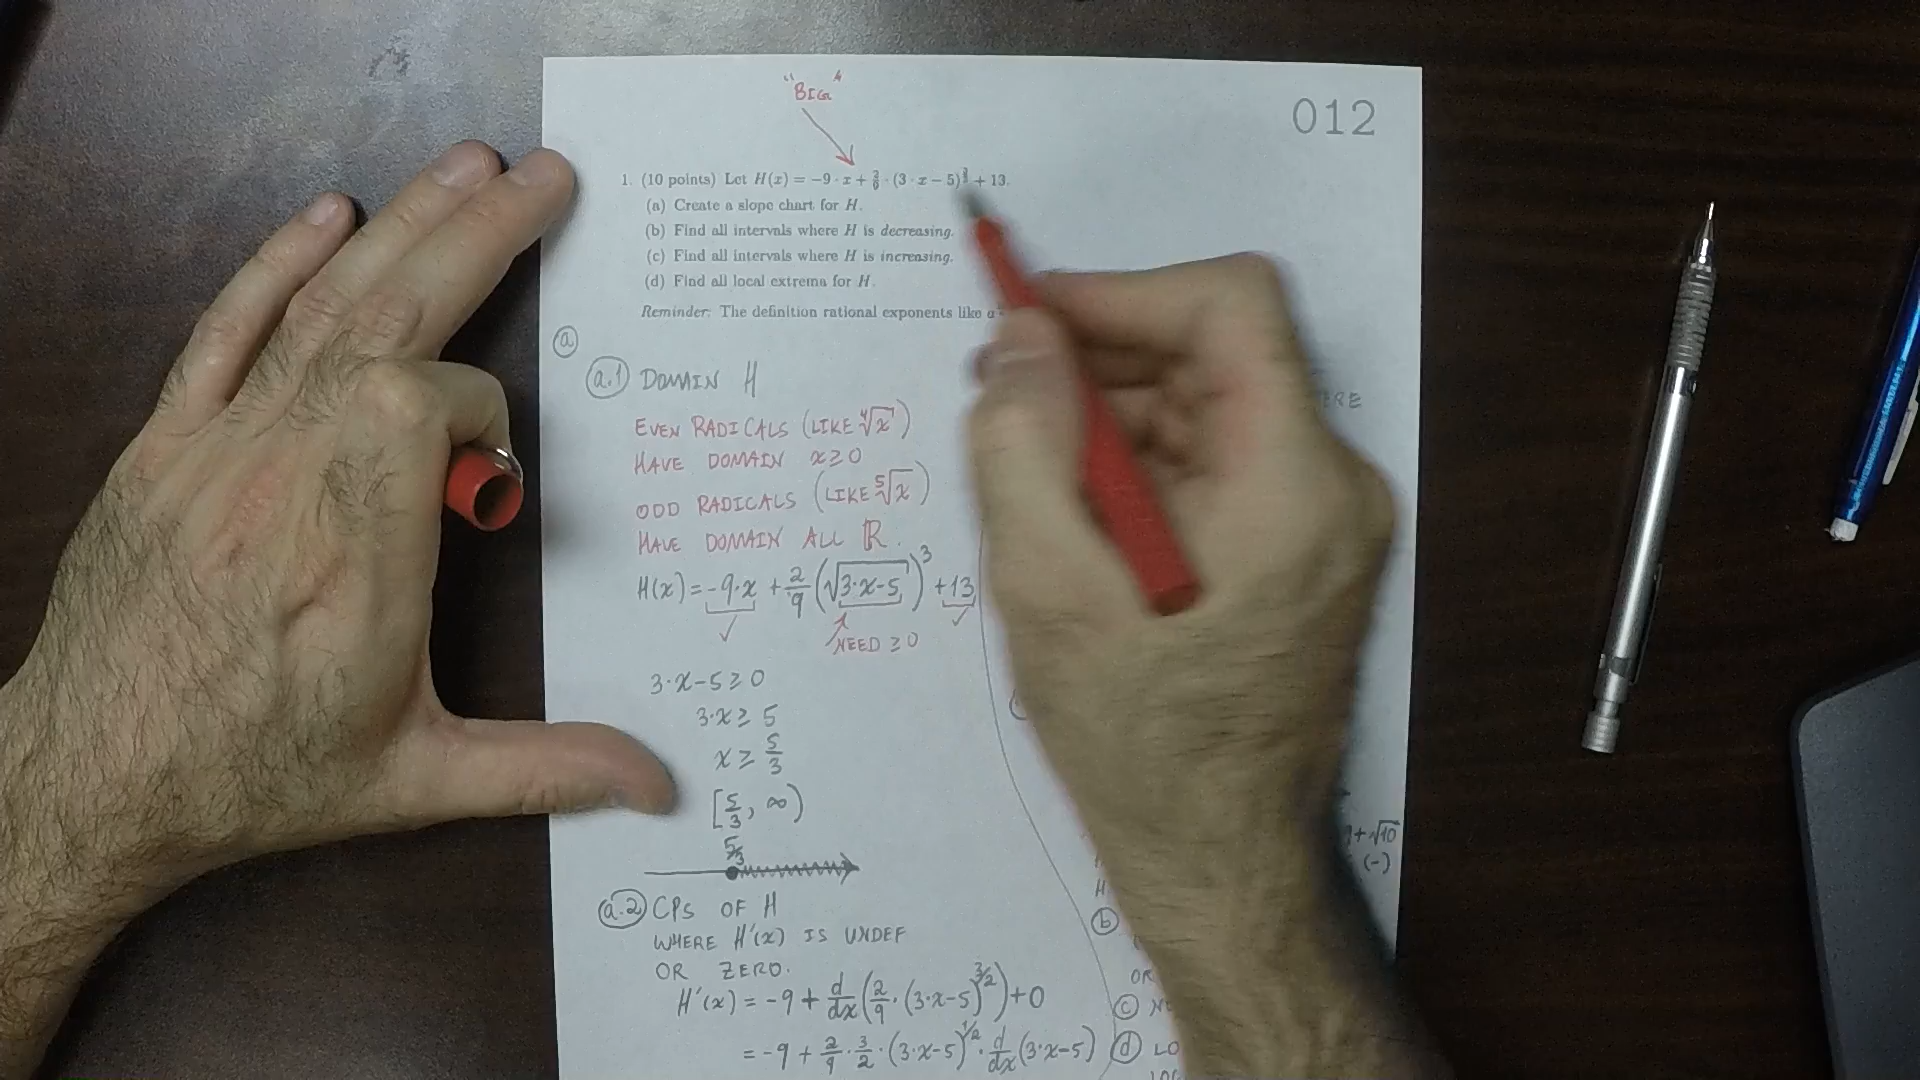 "BIG"
012
1. (10 points) Let H(x) = −9 · x + 2/9 · (3 · x − 5)^3/2 + 13.
(a) Create a slope chart for H.
(b) Find all intervals where H is decreasing.
(c) Find all intervals where H is increasing.
(d) Find all local extrema for H.
Reminder: The definition rational exponents like a
(a)
(a.1) DOMAIN H
EVEN RADICALS (LIKE ∜x)
HAVE DOMAIN x ≥ 0
ODD RADICALS (LIKE ⁵√x)
HAVE DOMAIN ALL ℝ.
H(x) = -9·x + 2/9 (√(3·x-5))^3 + 13
NEED ≥ 0
3·x-5 ≥ 0
3·x ≥ 5
x ≥ 5/3
[5/3, ∞)
5/3
(a.2) CPs OF H
WHERE H'(x) IS UNDEF
OR ZERO.
H'(x) = -9 + d/dx (2/9 · (3·x-5)^3/2) + 0
= -9 + 2/9 · 3/2 · (3·x-5)^1/2 · d/dx (3·x-5)
ERE
+√10
(-)
H
(b)
OR
(c)
(d) LO